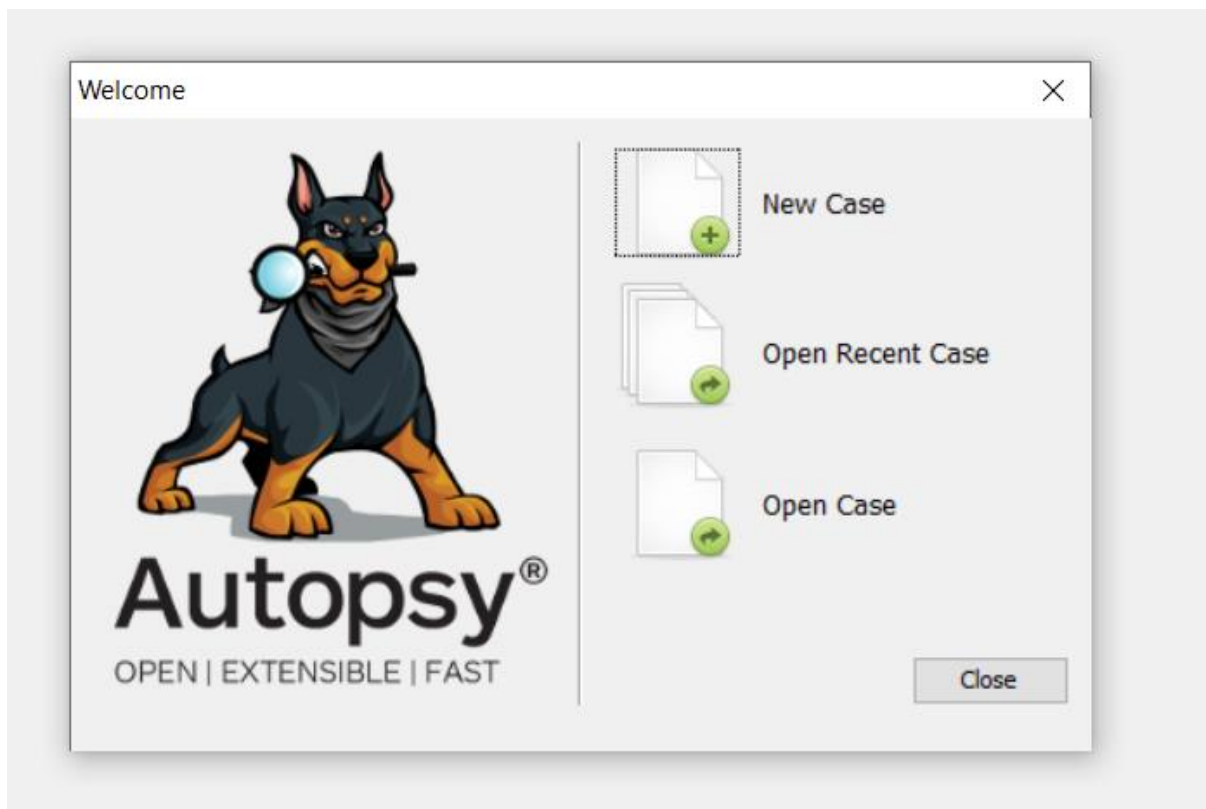 Welcome
New Case
Open Recent Case
Open Case
Autopsy®
OPEN | EXTENSIBLE | FAST
Close